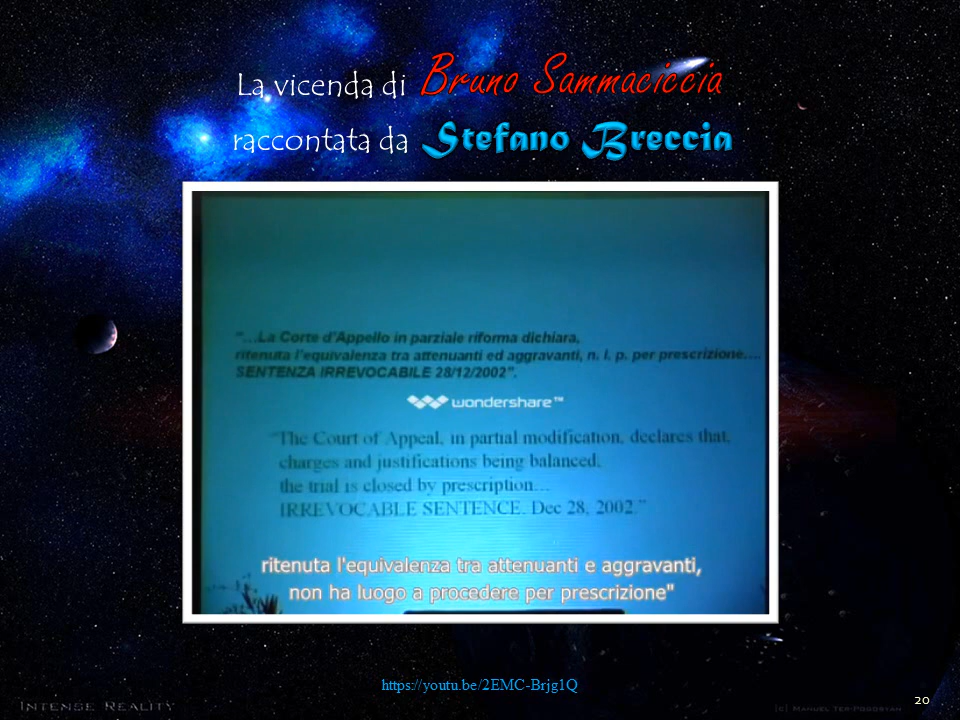 La vicenda di Bruno Sammaciccia
raccontata da Stefano Breccia
"…La Corte d'Appello in parziale riforma dichiara,
ritenuta l'equivalenza tra attenuanti ed aggravanti, n. l. p. per prescrizione….
SENTENZA IRREVOCABILE 28/12/2002".
wondershare™
"The Court of Appeal, in partial modification, declares that,
charges and justifications being balanced,
the trial is closed by prescription…
IRREVOCABLE SENTENCE. Dec 28, 2002."
ritenuta l'equivalenza tra attenuanti e aggravanti,
non ha luogo a procedere per prescrizione"
https://youtu.be/2EMC-Brjg1Q
20
Intense Reality
(c) Manuel Ter-Pogosyan